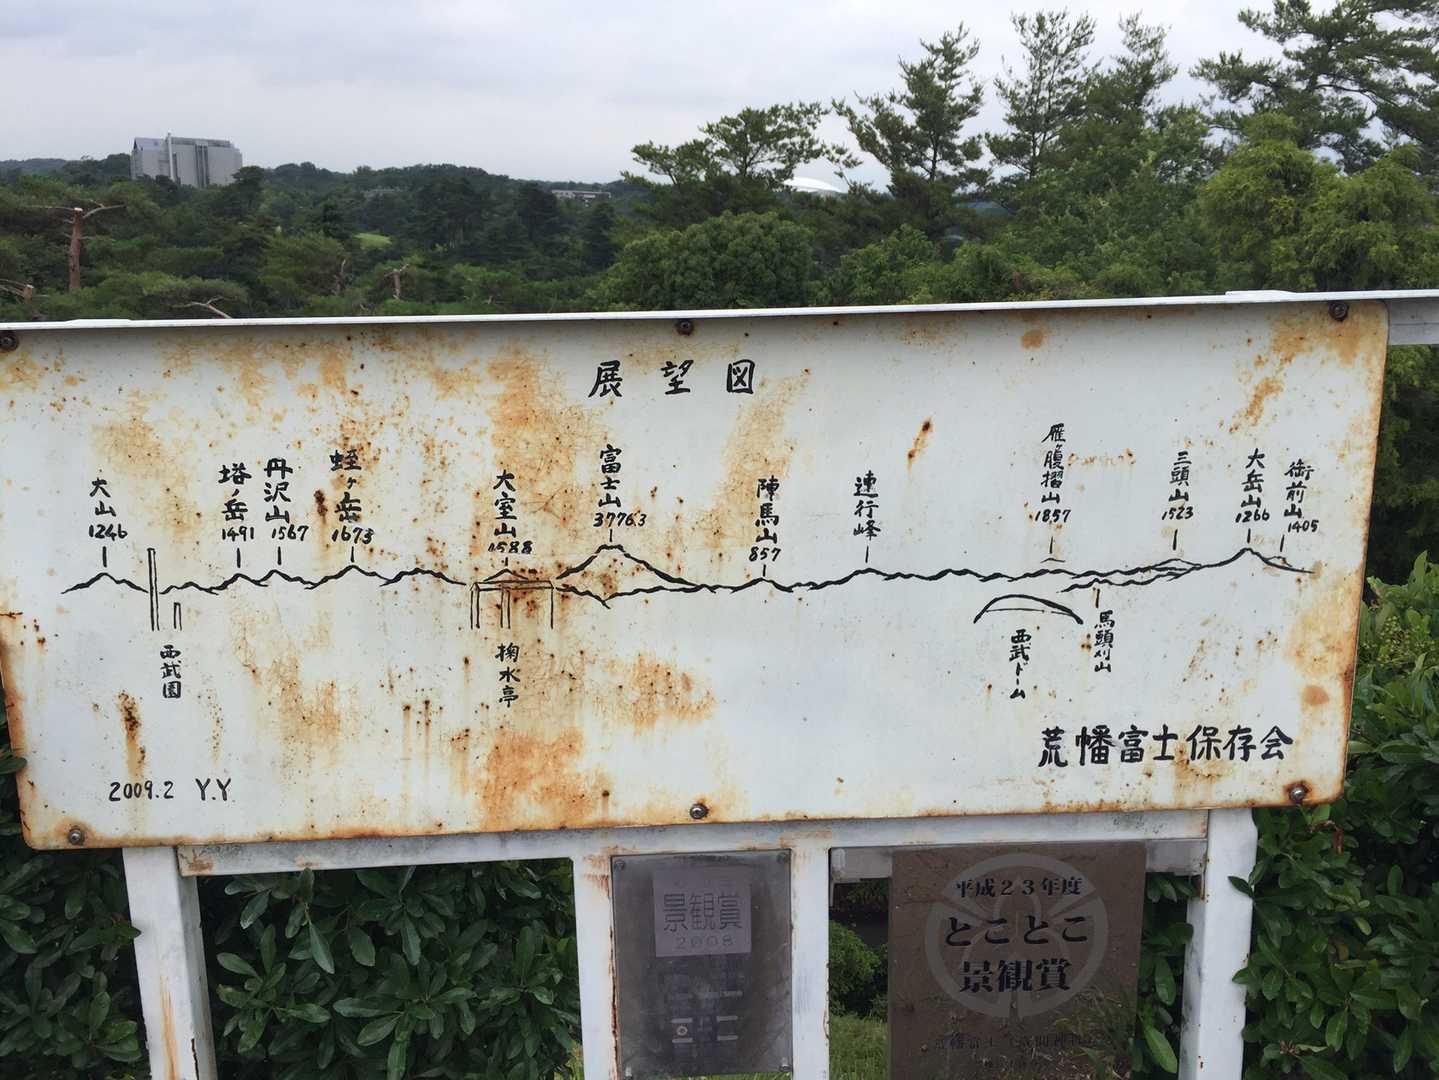 展望図
大山
1246
塔ノ岳
1491
丹沢山
1567
蛭ヶ岳
1673
大室山
1588
富士山
3776.3
陣馬山
857
連行峰
雁ヶ腹摺山
1857
三頭山
1523
大岳山
1266
御前山
1405
西武園
掬水亭
西武ドーム
馬頭刈山
荒幡富士保存会
2009.2 Y.Y
景観賞
2008
平成23年度
とことこ
景観賞